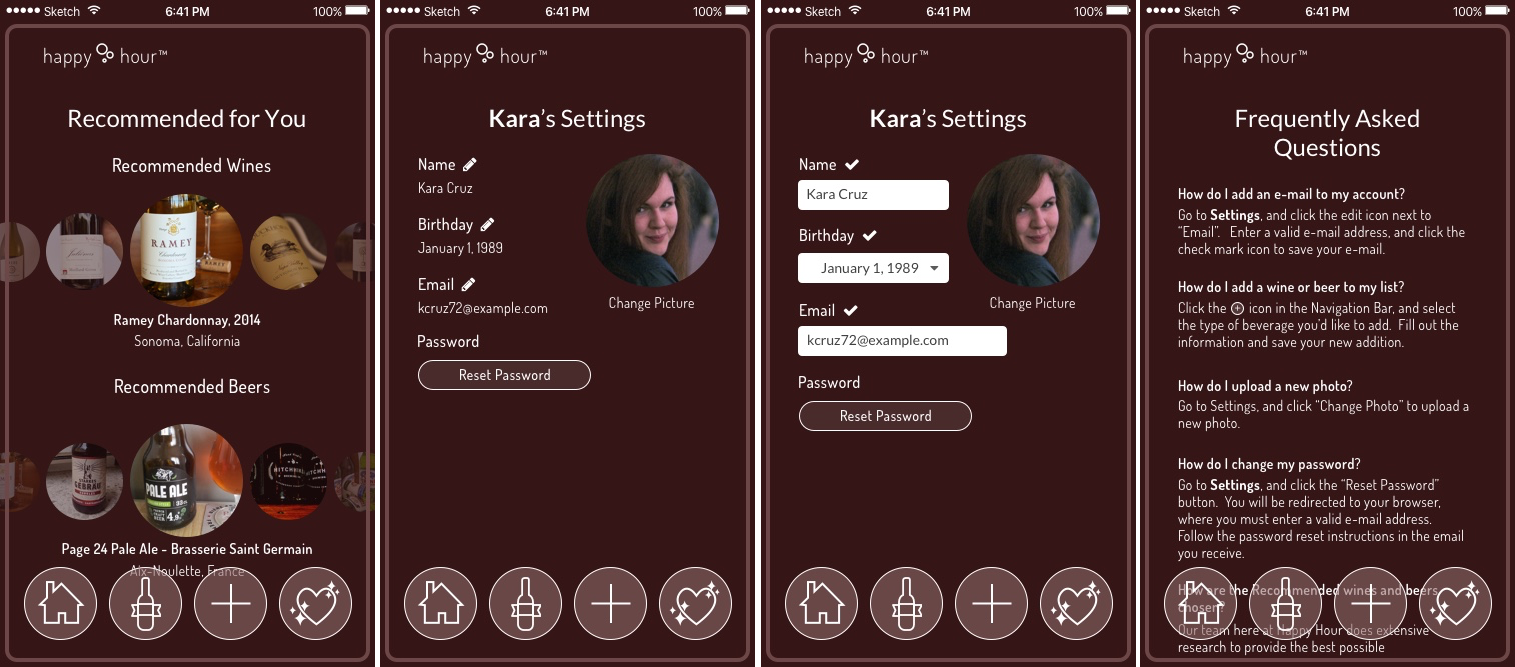 ●●●●● Sketch 6:41 PM 100%
happy hour™
Recommended for You
Recommended Wines
RAMEY
Chardonnay
Ramey Chardonnay, 2014
Sonoma, California
Recommended Beers
GEBRÄU
PALE ALE
Page 24 Pale Ale - Brasserie Saint Germain
Aix-Noulette, France
●●●●● Sketch 6:41 PM 100%
happy hour™
Kara's Settings
Name
Kara Cruz
Birthday
January 1, 1989
Email
kcruz72@example.com
Change Picture
Password
Reset Password
●●●●● Sketch 6:41 PM 100%
happy hour™
Kara's Settings
Name
Kara Cruz
Birthday
January 1, 1989
Change Picture
Email
kcruz72@example.com
Password
Reset Password
●●●●● Sketch 6:41 PM 100%
happy hour™
Frequently Asked
Questions
How do I add an e-mail to my account?
Go to Settings, and click the edit icon next to
“Email”. Enter a valid e-mail address, and click the
check mark icon to save your e-mail.
How do I add a wine or beer to my list?
Click the icon in the Navigation Bar, and select
the type of beverage you'd like to add. Fill out the
information and save your new addition.
How do I upload a new photo?
Go to Settings, and click “Change Photo” to upload a
new photo.
How do I change my password?
Go to Settings, and click the “Reset Password”
button. You will be redirected to your browser,
where you must enter a valid e-mail address.
Follow the password reset instructions in the email
you receive.
How are the Recommended wines and beers
chosen?
Our team here at Happy Hour does extensive
research to provide the best possible